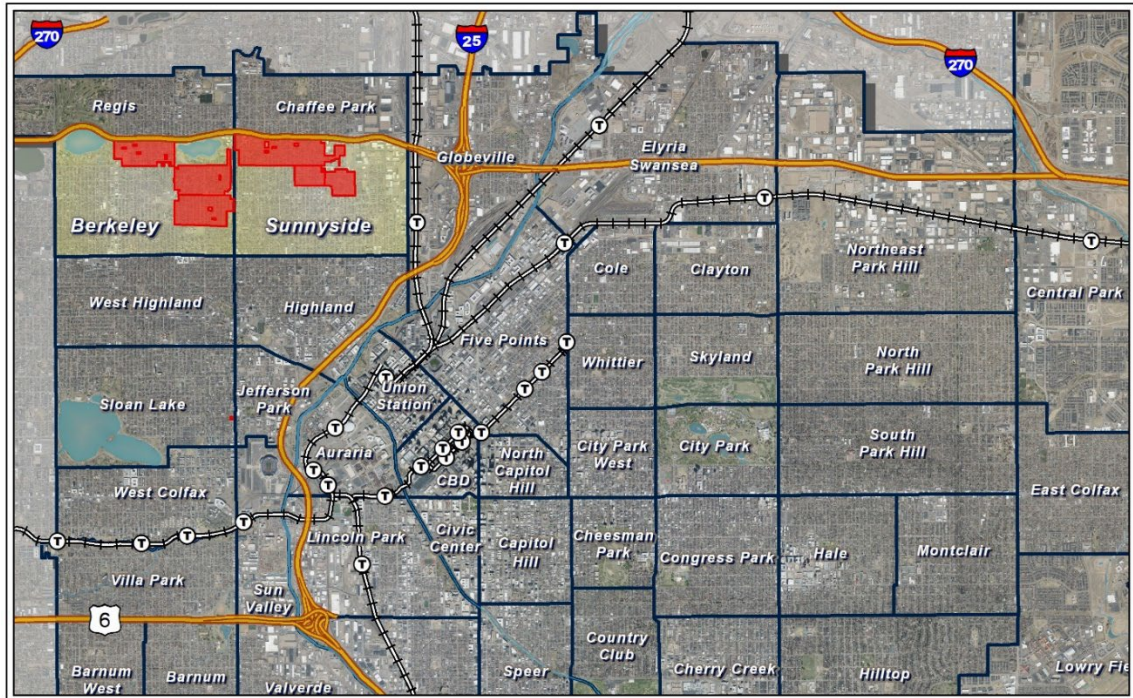 270
25
270
Regis
Chaffee Park
Globeville
Elyria
Swansea
Berkeley
Sunnyside
T
T
T
T
T
Cole
Clayton
Northeast
Park Hill
Central Park
West Highland
Highland
Five Points
T
Whittier
Skyland
North
Park Hill
Sloan Lake
Jefferson
Park
T
Union
Station
T
T
T
Auraria
T
T
T
T
T
T
T
T
CBD
North
Capitol
Hill
City Park
West
City Park
South
Park Hill
West Colfax
T
East Colfax
T
T
T
T
Lincoln Park
Civic
Center
Capitol
Hill
Cheesman
Park
Congress Park
Hale
Montclair
T
Villa Park
Sun
Valley
6
Country
Club
Barnum
West
Barnum
Valverde
Speer
Cherry Creek
Hilltop
Lowry Fie